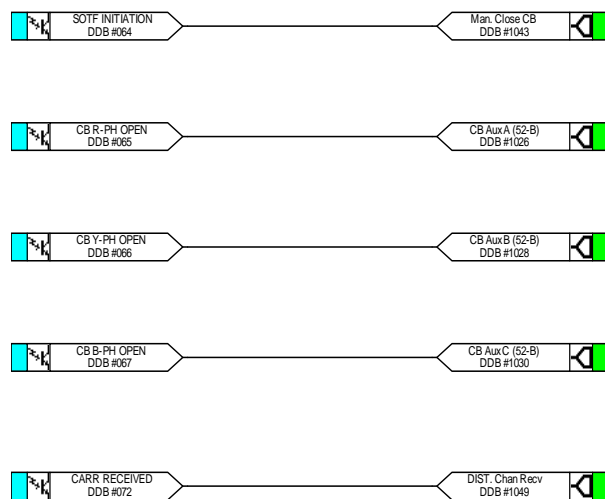 SOTF INITIATION
DDB #064
Man. Close CB
DDB #1043
CB R-PH OPEN
DDB #065
CB Aux A (52-B)
DDB #1026
CB Y-PH OPEN
DDB #066
CB Aux B (52-B)
DDB #1028
CB B-PH OPEN
DDB #067
CB Aux C (52-B)
DDB #1030
CARR RECEIVED
DDB #072
DIST. Chan Recv
DDB #1049